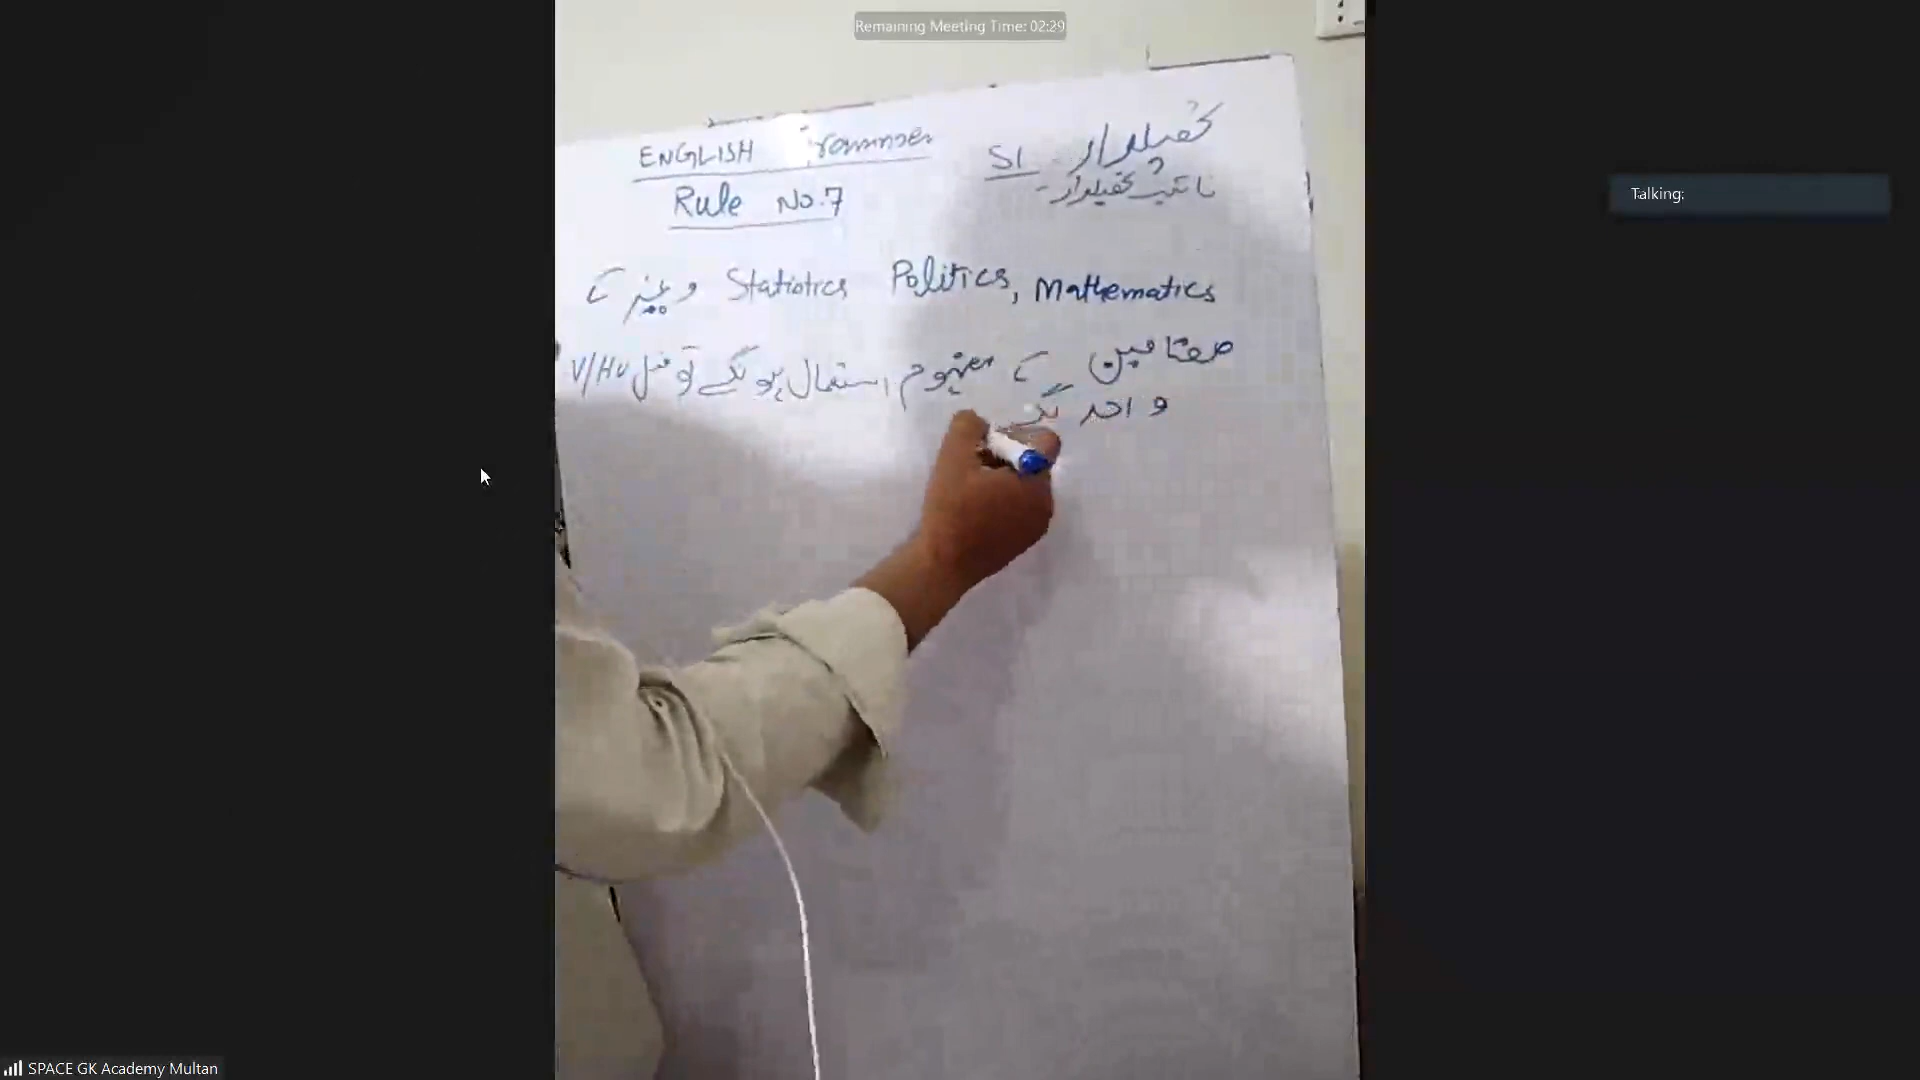 Remaining Meeting Time: 02:29
ENGLISH Grammer
تحصیلدار - SI
Rule No.7
نائب تحصیلدار -
Mathematics, Politics Statistics وغیرہ کے
مضامین کے مفہوم استعمال ہونگے تو فعل V/HV
واحد لگے
Talking:
SPACE GK Academy Multan